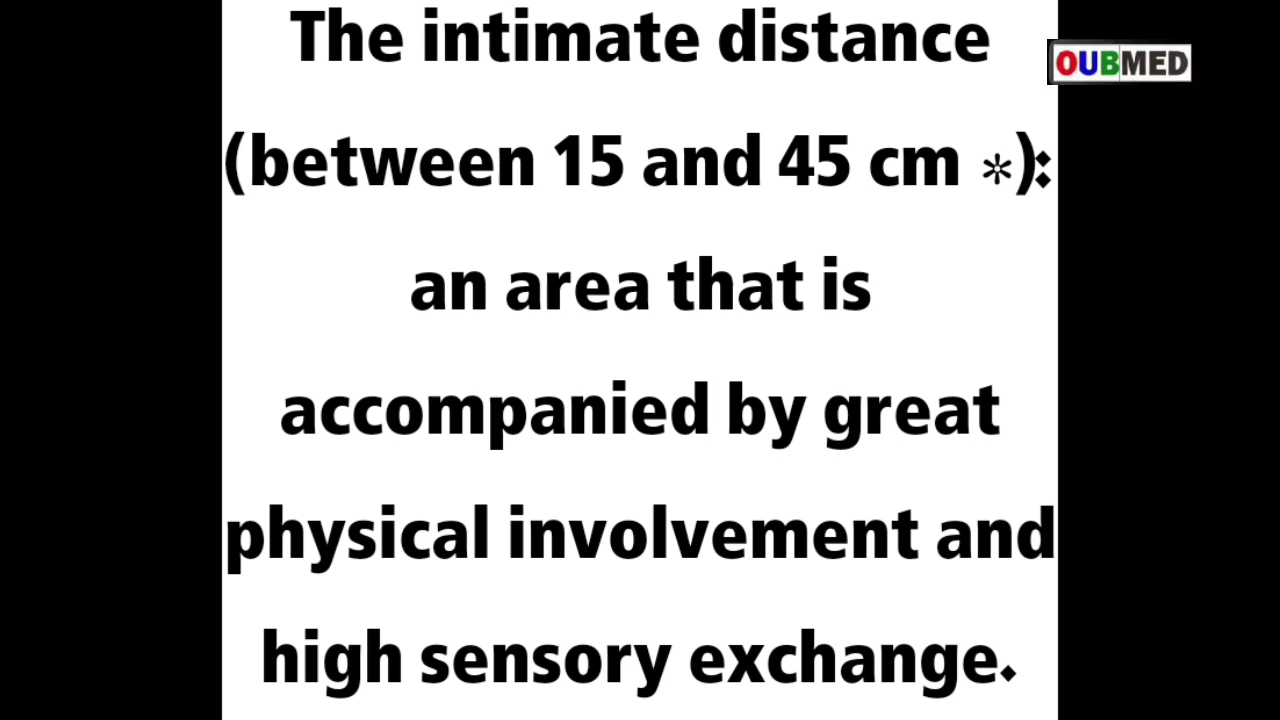 The intimate distance
OUBMED
(between 15 and 45 cm *):
an area that is
accompanied by great
physical involvement and
high sensory exchange.